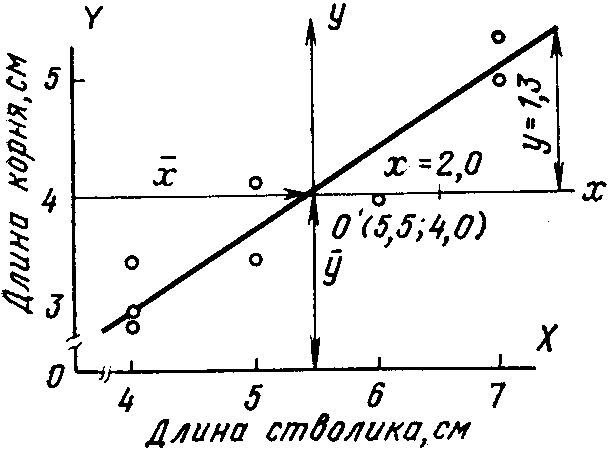 Y
y
Длина корня, см
5
4
3
0
x̄
x = 2,0
y = 1,3
x
0'(5,5; 4,0)
ȳ
X
4
5
6
7
Длина стволика, см